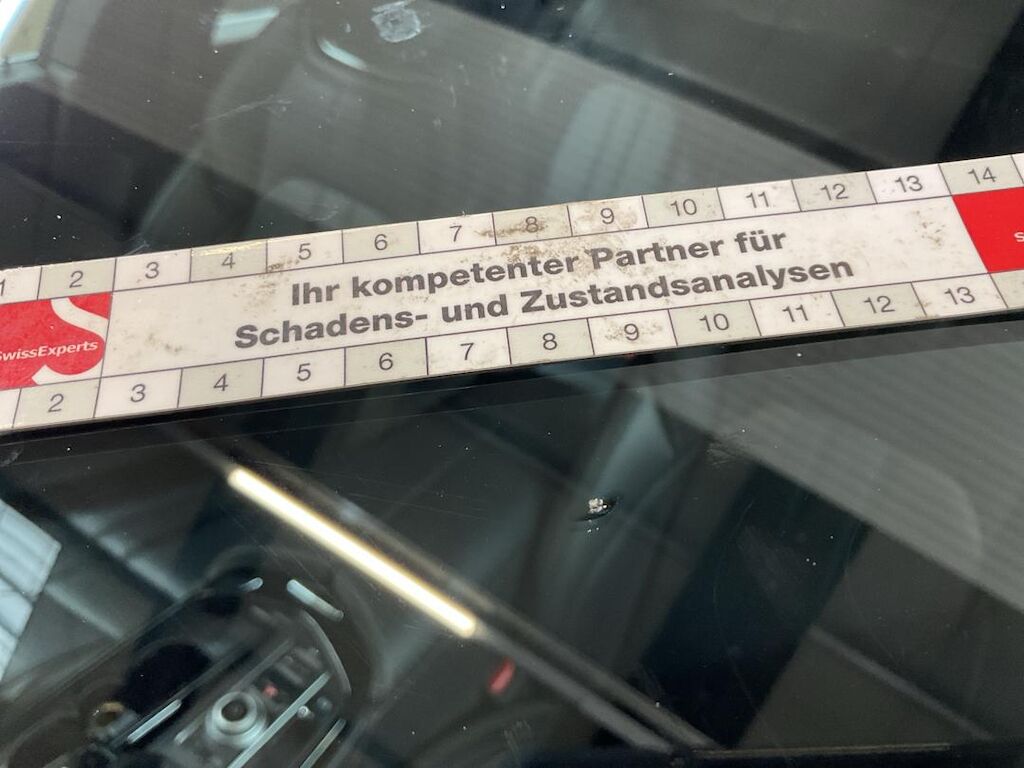 1 2 3 4 5 6 7 8 9 10 11 12 13 14
SwissExperts
Ihr kompetenter Partner für
Schadens- und Zustandsanalysen
2 3 4 5 6 7 8 9 10 11 12 13